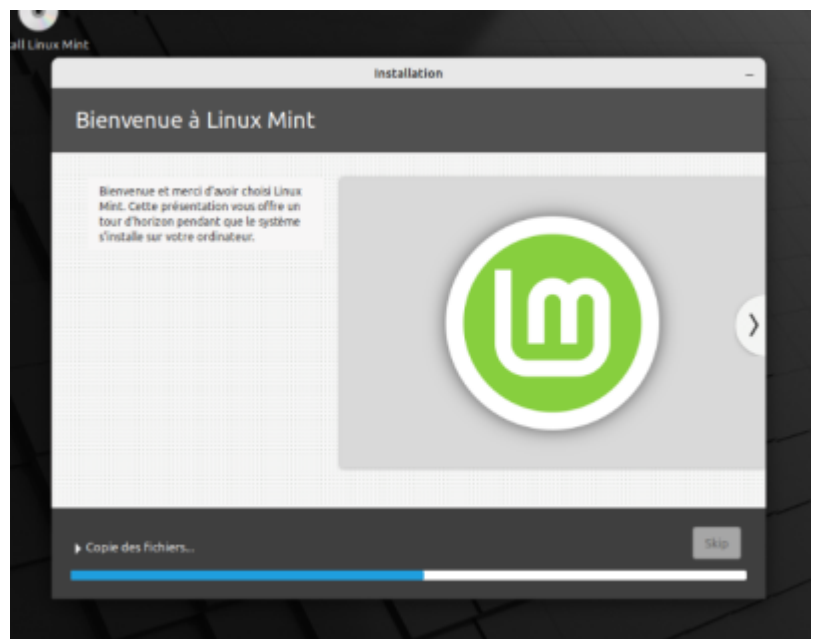 all Linux Mint
Installation
Bienvenue à Linux Mint
Bienvenue et merci d'avoir choisi Linux
Mint. Cette présentation vous offre un
tour d'horizon pendant que le système
s'installe sur votre ordinateur.
Copie des fichiers...
Skip